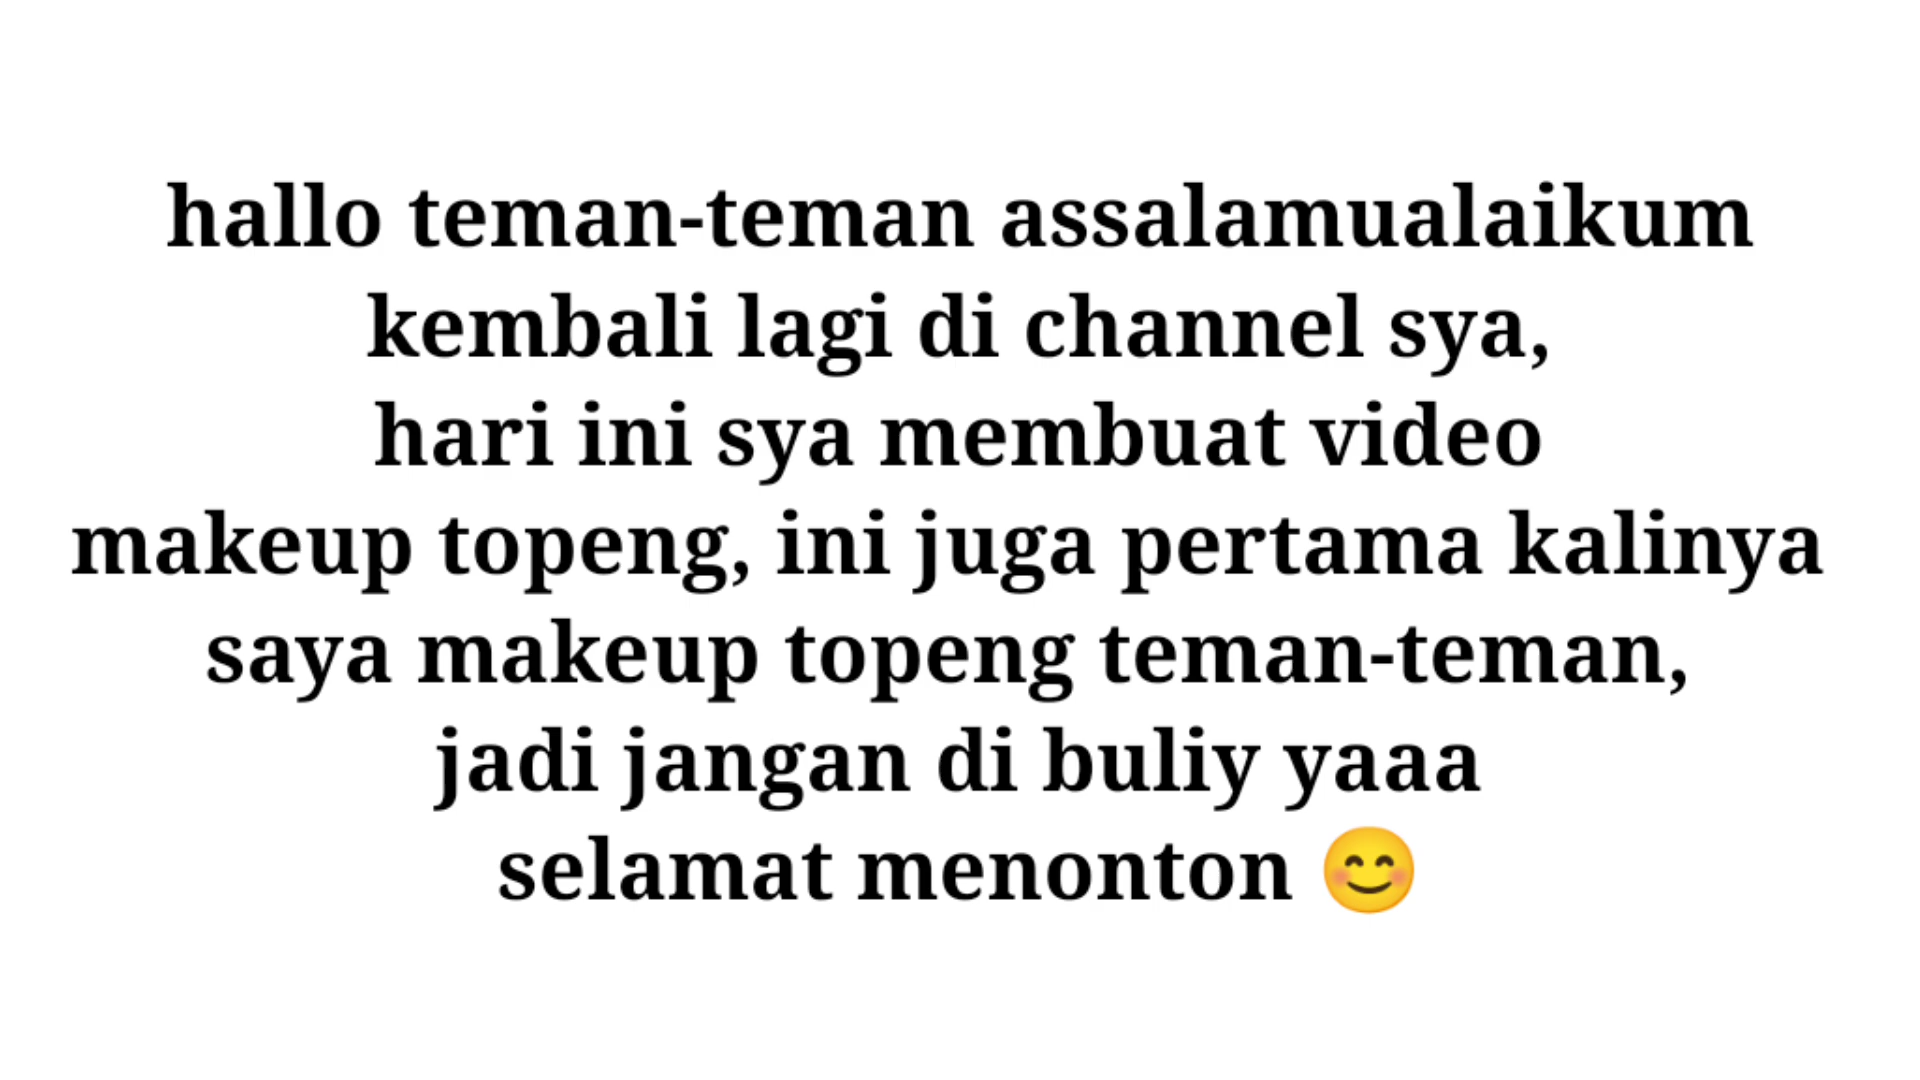 hallo teman-teman assalamualaikum
kembali lagi di channel sya,
hari ini sya membuat video
makeup topeng, ini juga pertama kalinya
saya makeup topeng teman-teman,
jadi jangan di buliy yaaa
selamat menonton 😊